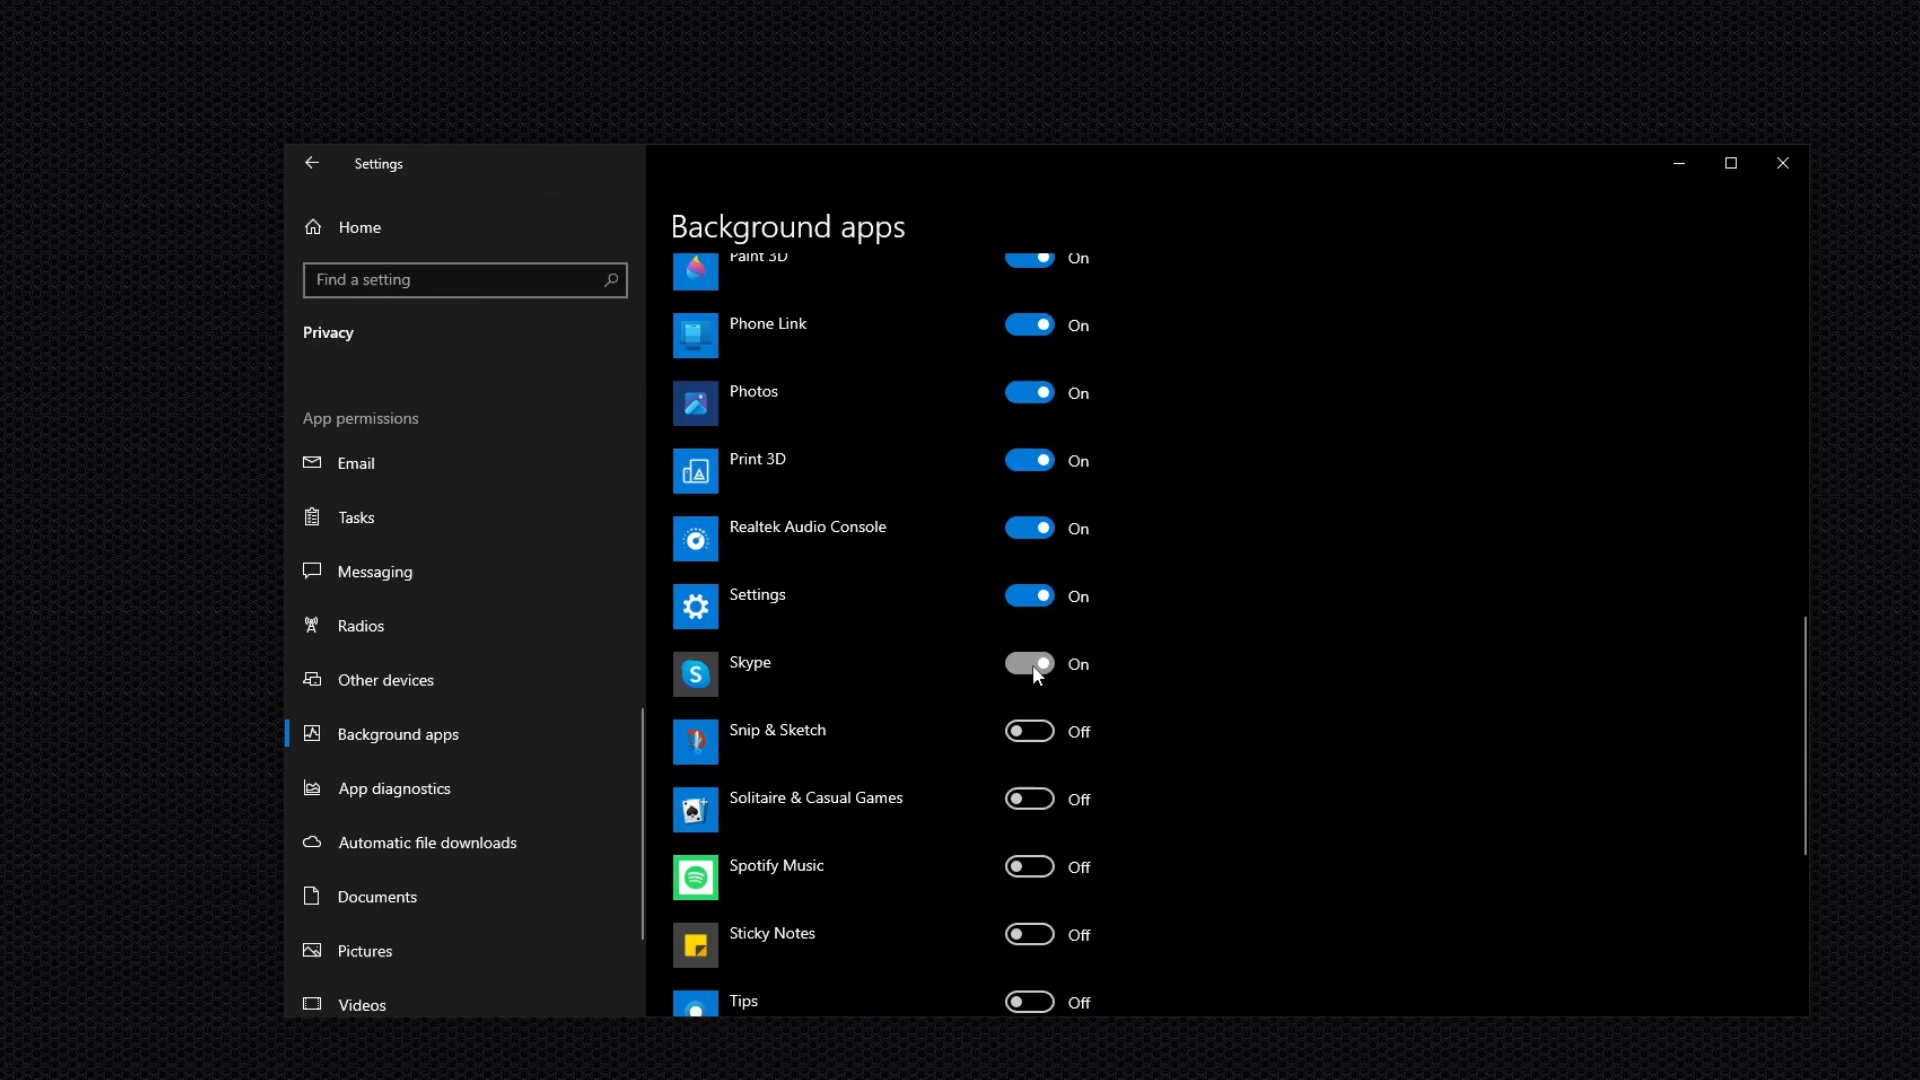 Settings
Home
Find a setting
Privacy
App permissions
Email
Tasks
Messaging
Radios
Other devices
Background apps
App diagnostics
Automatic file downloads
Documents
Pictures
Videos
Background apps
Paint 3D On
Phone Link On
Photos On
Print 3D On
Realtek Audio Console On
Settings On
Skype On
Snip & Sketch Off
Solitaire & Casual Games Off
Spotify Music Off
Sticky Notes Off
Tips Off